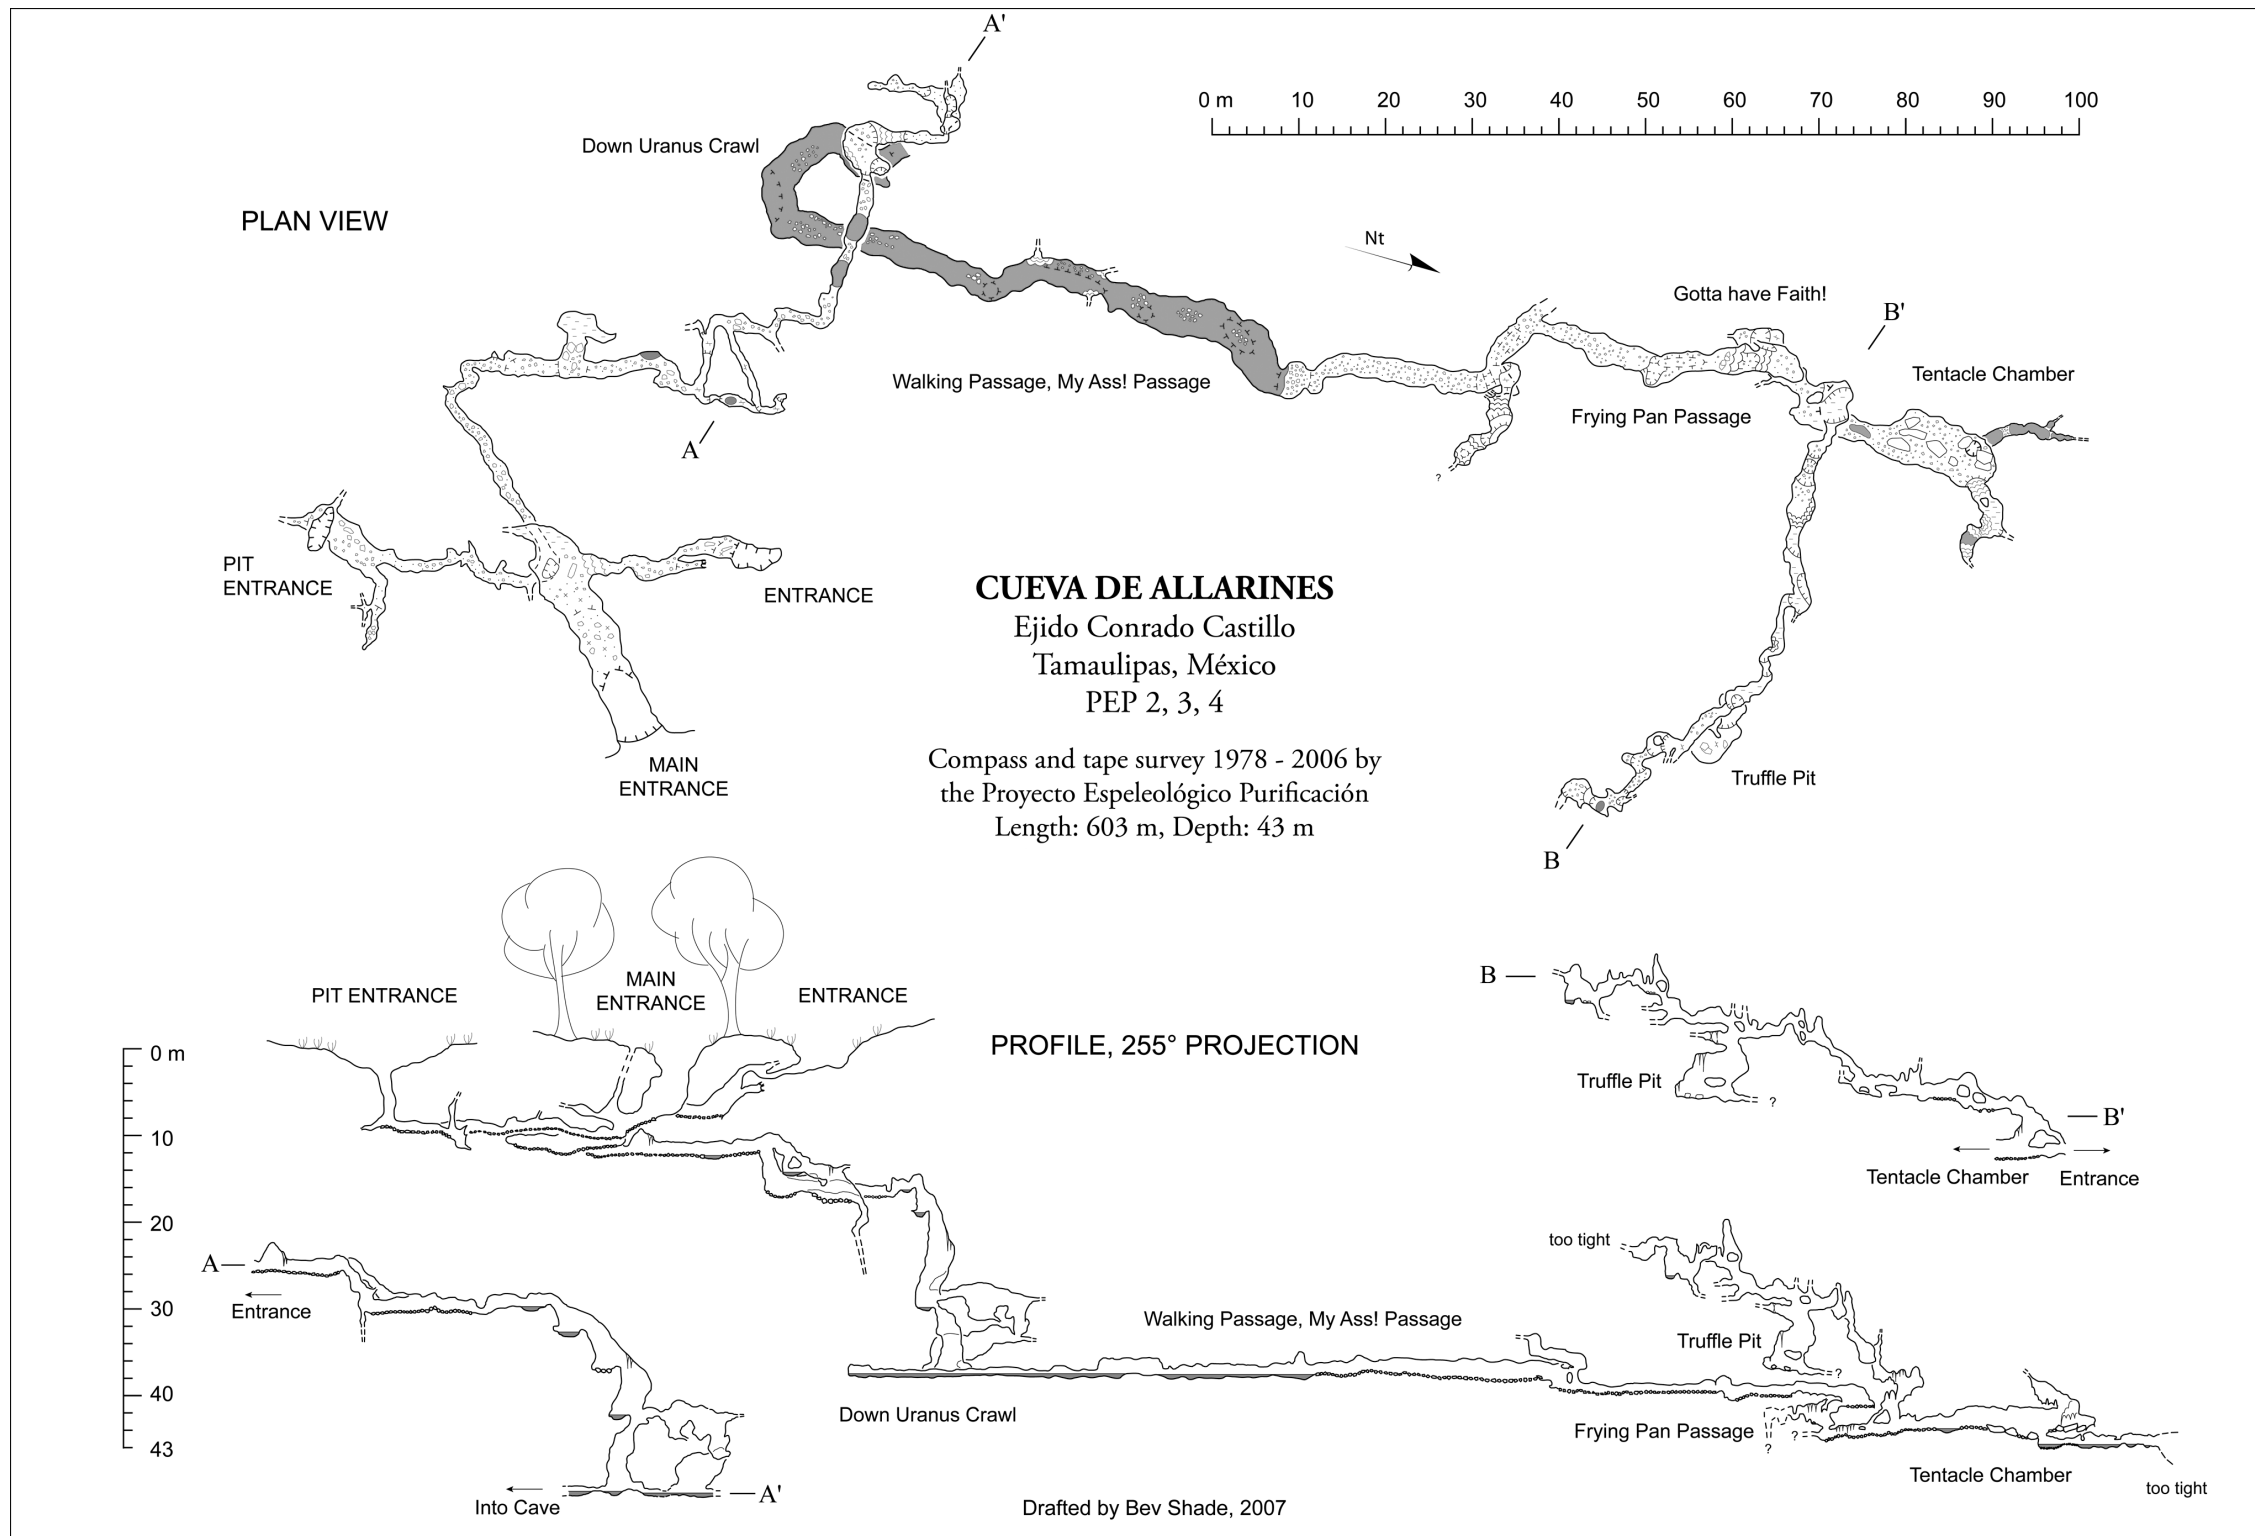 A'
0 m 10 20 30 40 50 60 70 80 90 100
Down Uranus Crawl
PLAN VIEW
Nt
Gotta have Faith!
B'
Walking Passage, My Ass! Passage
Tentacle Chamber
Frying Pan Passage
A
?
PIT
ENTRANCE
ENTRANCE
MAIN
ENTRANCE
CUEVA DE ALLARINES
Ejido Conrado Castillo
Tamaulipas, México
PEP 2, 3, 4
Compass and tape survey 1978 - 2006 by
the Proyecto Espeleológico Purificación
Length: 603 m, Depth: 43 m
Truffle Pit
B
PIT ENTRANCE
MAIN
ENTRANCE
ENTRANCE
PROFILE, 255° PROJECTION
0 m
10
20
30
40
43
B
Truffle Pit
?
B'
Tentacle Chamber
Entrance
A
Entrance
Into Cave
A'
Down Uranus Crawl
Walking Passage, My Ass! Passage
too tight
Truffle Pit
?
Frying Pan Passage
?
?
Tentacle Chamber
too tight
Drafted by Bev Shade, 2007